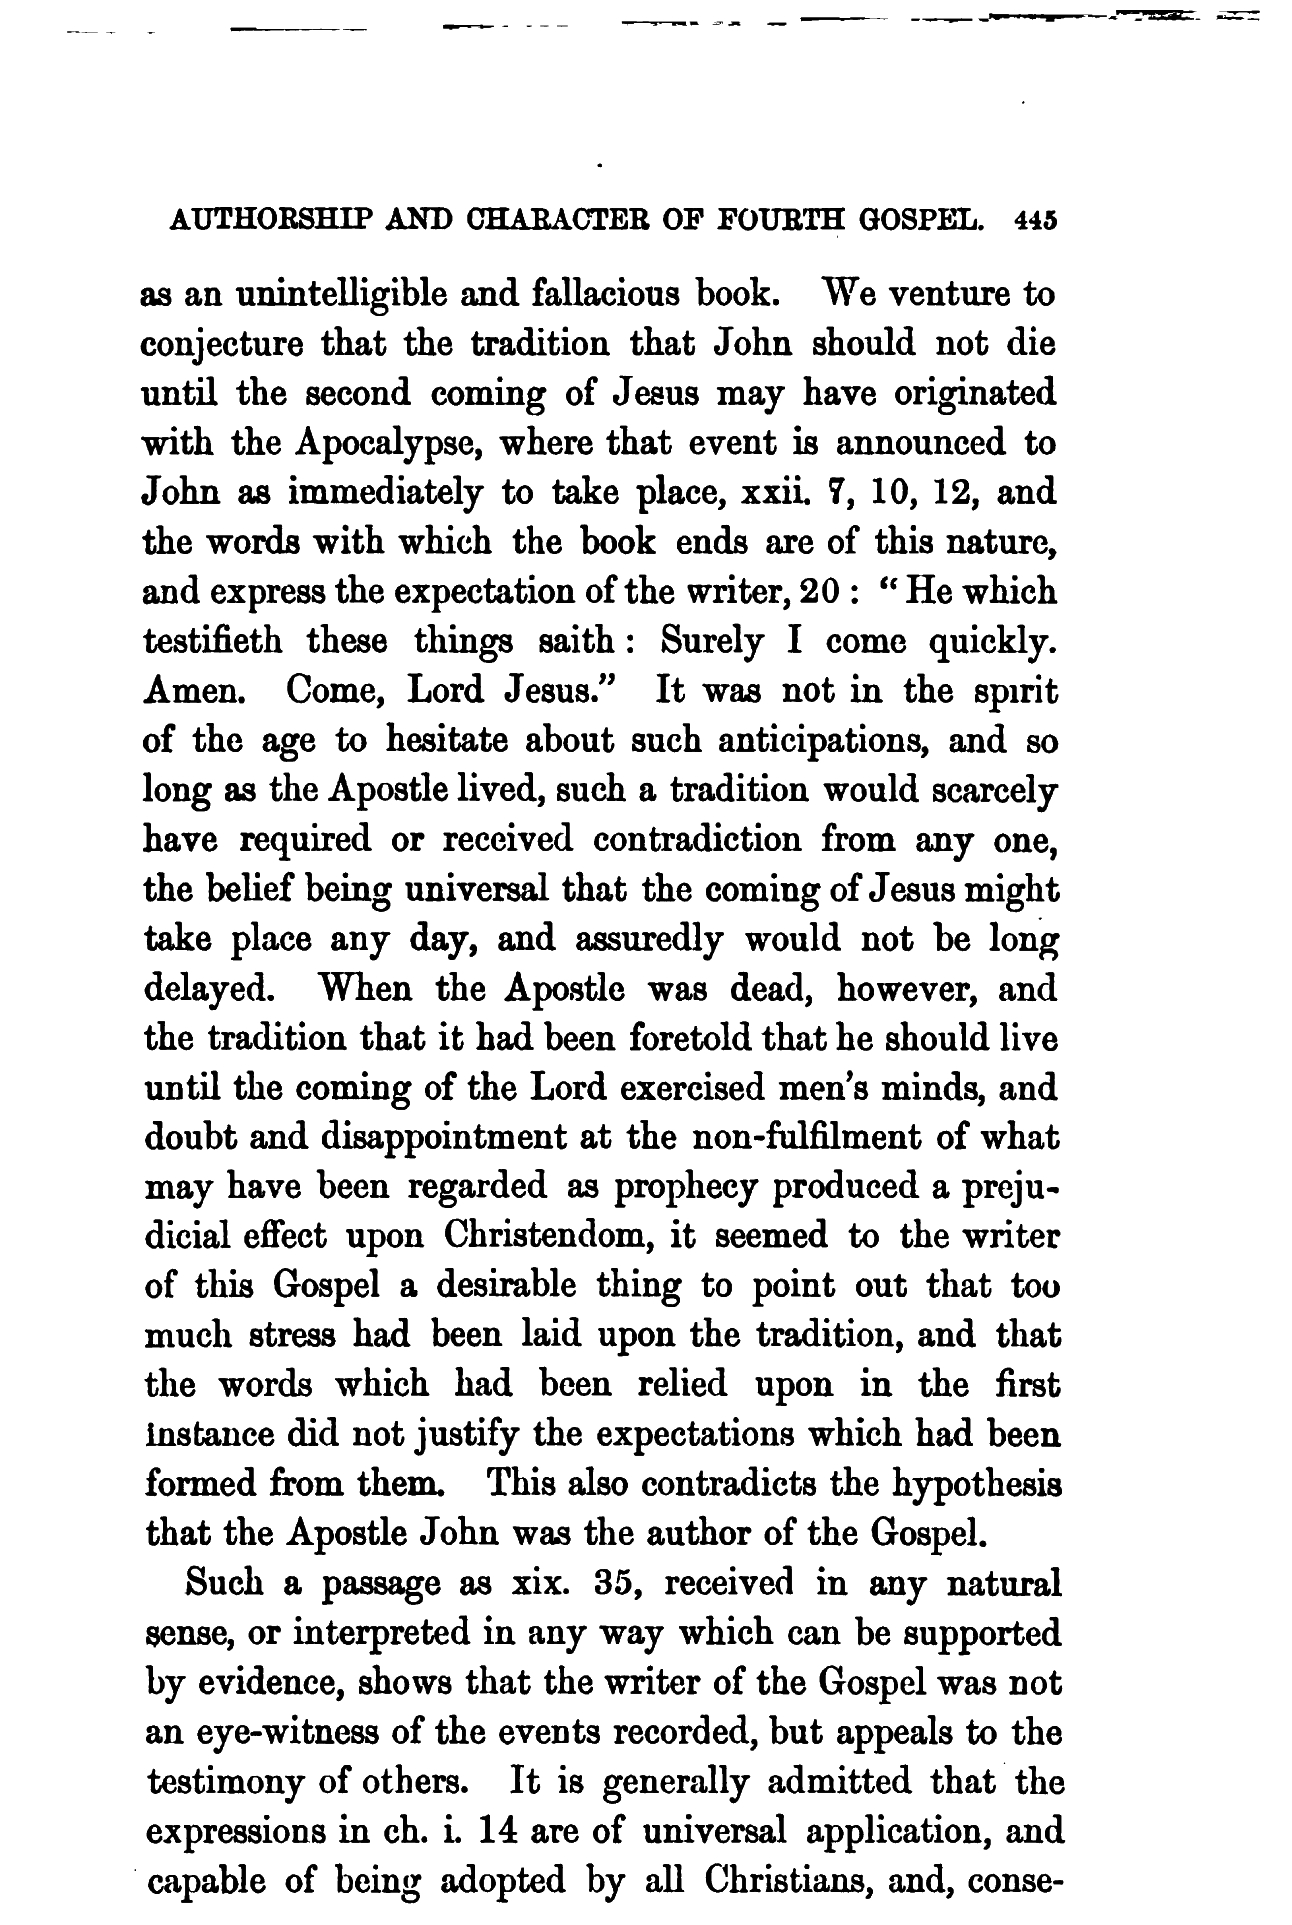 AUTHORSHIP AND CHARACTER OF FOURTH GOSPEL. 445
as an unintelligible and fallacious book. We venture to
conjecture that the tradition that John should not die
until the second coming of Jesus may have originated
with the Apocalypse, where that event is announced to
John as immediately to take place, xxii. 7, 10, 12, and
the words with which the book ends are of this nature,
and express the expectation of the writer, 20 : “ He which
testifieth these things saith : Surely I come quickly.
Amen. Come, Lord Jesus.” It was not in the spirit
of the age to hesitate about such anticipations, and so
long as the Apostle lived, such a tradition would scarcely
have required or received contradiction from any one,
the belief being universal that the coming of Jesus might
take place any day, and assuredly would not be long
delayed. When the Apostle was dead, however, and
the tradition that it had been foretold that he should live
until the coming of the Lord exercised men’s minds, and
doubt and disappointment at the non-fulfilment of what
may have been regarded as prophecy produced a preju-
dicial effect upon Christendom, it seemed to the writer
of this Gospel a desirable thing to point out that too
much stress had been laid upon the tradition, and that
the words which had been relied upon in the first
instance did not justify the expectations which had been
formed from them. This also contradicts the hypothesis
that the Apostle John was the author of the Gospel.
Such a passage as xix. 35, received in any natural
sense, or interpreted in any way which can be supported
by evidence, shows that the writer of the Gospel was not
an eye-witness of the events recorded, but appeals to the
testimony of others. It is generally admitted that the
expressions in ch. i. 14 are of universal application, and
capable of being adopted by all Christians, and, conse-